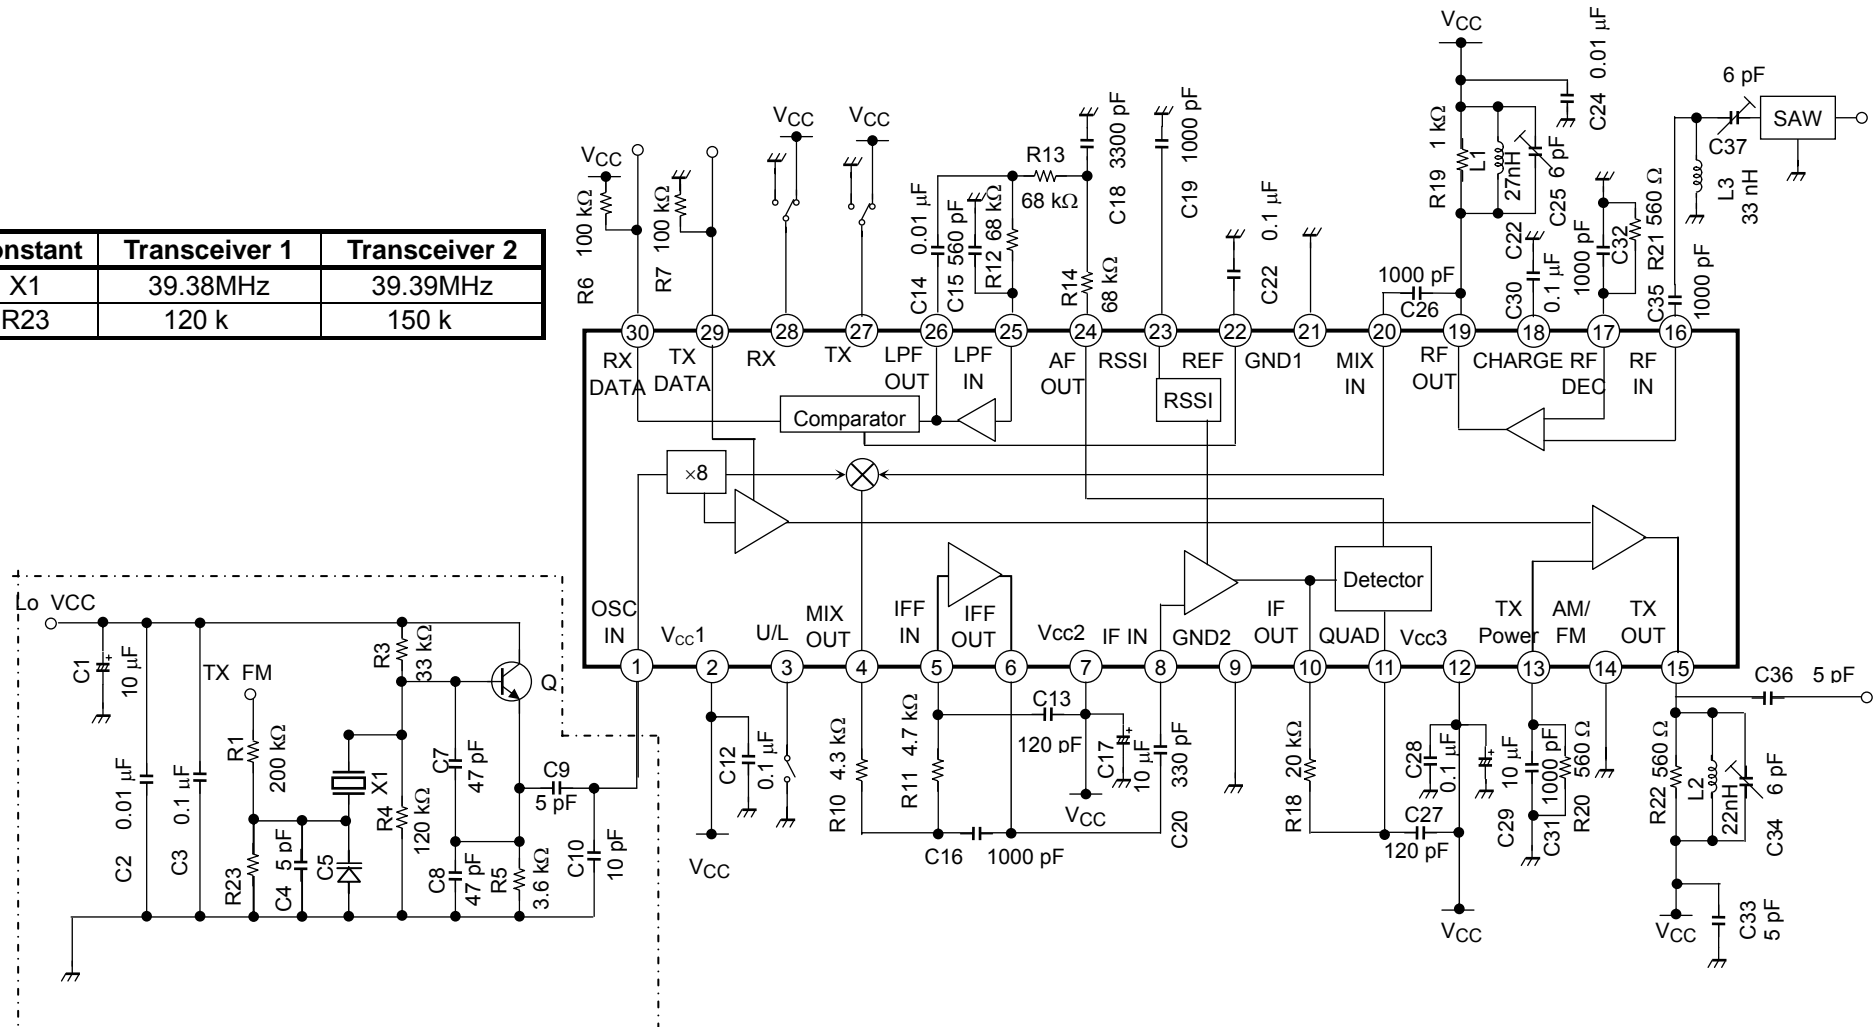 onstant Transceiver 1 Transceiver 2
X1 39.38MHz 39.39MHz
R23 120 k 150 k
VCC
R6 100 kΩ
R7 100 kΩ
VCC
VCC
C14 0.01 µF
C15 560 pF
R12 68 kΩ
R13
68 kΩ
R14 68 kΩ
C18 3300 pF
C19 1000 pF
C22 0.1 µF
1000 pF
C26
VCC
R19 1 kΩ
L1
27nH
C25 6 pF
C24 0.01 µF
C22
C30 0.1 µF
1000 pF
C32
R21 560 Ω
C35 1000 pF
6 pF
C37
SAW
L3
33 nH
30 29 28 27 26 25 24 23 22 21 20 19 18 17 16
RX DATA
TX DATA
RX
TX
LPF OUT
LPF IN
AF OUT
RSSI
REF
GND1
MIX IN
RF OUT
CHARGE
RF DEC
RF IN
RSSI
Comparator
×8
Detector
OSC IN
VCC1
U/L
MIX OUT
IFF IN
IFF OUT
Vcc2
IF IN
GND2
IF OUT
QUAD
Vcc3
TX Power
AM/ FM
TX OUT
1 2 3 4 5 6 7 8 9 10 11 12 13 14 15
Lo VCC
C1 10 µF
C2 0.01 µF
C3 0.1 µF
TX FM
R1 200 kΩ
R23
C4 5 pF
C5
X1
R3 33 kΩ
R4 120 kΩ
C7 47 pF
C8 47 pF
Q
R5 3.6 kΩ
C9
5 pF
C10 10 pF
VCC
C12 0.1 µF
R10 4.3 kΩ
R11 4.7 kΩ
C13
120 pF
C16 1000 pF
C17 10 µF
VCC
C20 330 pF
R18 20 kΩ
C27
120 pF
C28 0.1 µF
VCC
C29 10 µF
C31 1000 pF
R20 560 Ω
C36 5 pF
R22 560 Ω
L2
22nH
C34 6 pF
VCC
C33 5 pF